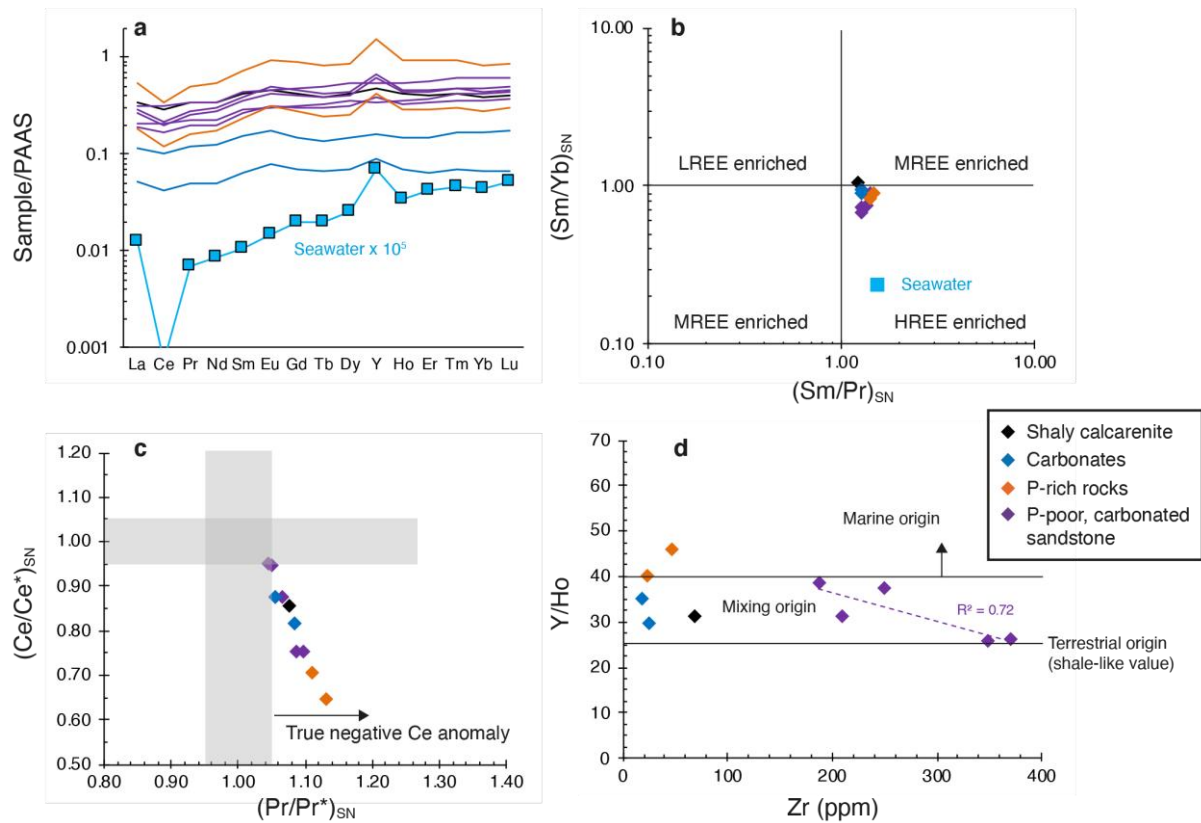 a
1
0.1
0.01
0.001
Sample/PAAS
Seawater x 10⁵
La Ce Pr Nd Sm Eu Gd Tb Dy Y Ho Er Tm Yb Lu
b
10.00
1.00
0.10
(Sm/Yb)SN
LREE enriched
MREE enriched
Seawater
MREE enriched
HREE enriched
0.10 1.00 10.00
(Sm/Pr)SN
c
1.20
1.10
1.00
0.90
0.80
0.70
0.60
0.50
(Ce/Ce*)SN
True negative Ce anomaly
0.80 0.90 1.00 1.10 1.20 1.30 1.40
(Pr/Pr*)SN
d
70
60
50
40
30
20
10
0
Y/Ho
Marine origin
Mixing origin
R² = 0.72
Terrestrial origin
(shale-like value)
0 100 200 300 400
Zr (ppm)
Shaly calcarenite
Carbonates
P-rich rocks
P-poor, carbonated
sandstone